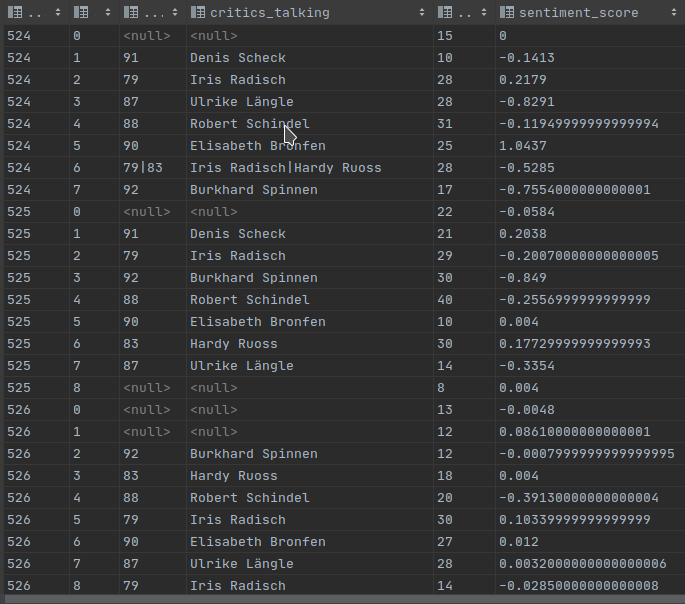 .. critics_talking .. sentiment_score
524 0 <null> <null> 15 0
524 1 91 Denis Scheck 10 -0.1413
524 2 79 Iris Radisch 28 0.2179
524 3 87 Ulrike Längle 28 -0.8291
524 4 88 Robert Schindel 31 -0.11949999999999994
524 5 90 Elisabeth Bronfen 25 1.0437
524 6 79|83 Iris Radisch|Hardy Ruoss 28 -0.5285
524 7 92 Burkhard Spinnen 17 -0.7554000000000001
525 0 <null> <null> 22 -0.0584
525 1 91 Denis Scheck 21 0.2038
525 2 79 Iris Radisch 29 -0.20070000000000005
525 3 92 Burkhard Spinnen 30 -0.849
525 4 88 Robert Schindel 40 -0.2556999999999999
525 5 90 Elisabeth Bronfen 10 0.004
525 6 83 Hardy Ruoss 30 0.17729999999999993
525 7 87 Ulrike Längle 14 -0.3354
525 8 <null> <null> 8 0.004
526 0 <null> <null> 13 -0.0048
526 1 <null> <null> 12 0.08610000000000001
526 2 92 Burkhard Spinnen 12 -0.0007999999999999995
526 3 83 Hardy Ruoss 18 0.004
526 4 88 Robert Schindel 20 -0.39130000000000004
526 5 79 Iris Radisch 30 0.10339999999999999
526 6 90 Elisabeth Bronfen 27 0.012
526 7 87 Ulrike Längle 28 0.0032000000000000006
526 8 79 Iris Radisch 14 -0.02850000000000008